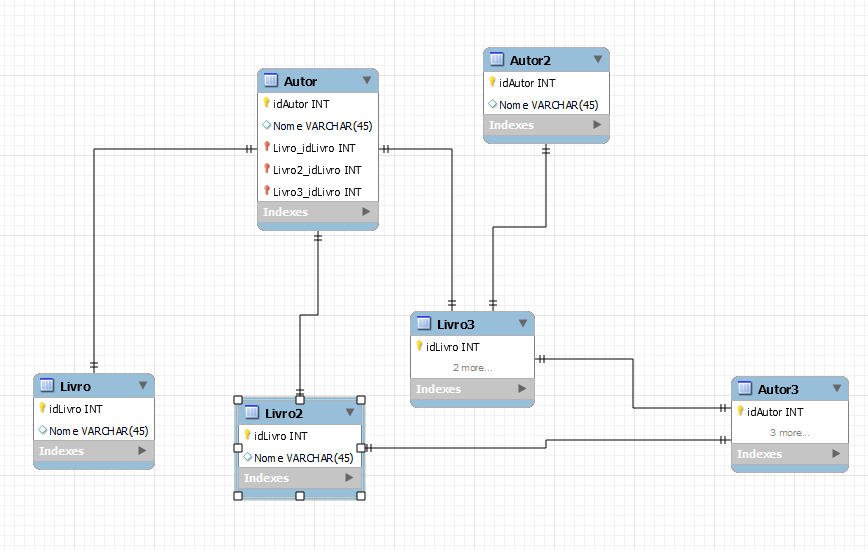 Autor
idAutor INT
Nome VARCHAR(45)
Livro_idLivro INT
Livro2_idLivro INT
Livro3_idLivro INT
Indexes
Autor2
idAutor INT
Nome VARCHAR(45)
Indexes
Livro3
idLivro INT
2 more...
Indexes
Livro
idLivro INT
Nome VARCHAR(45)
Indexes
Livro2
idLivro INT
Nome VARCHAR(45)
Indexes
Autor3
idAutor INT
3 more...
Indexes